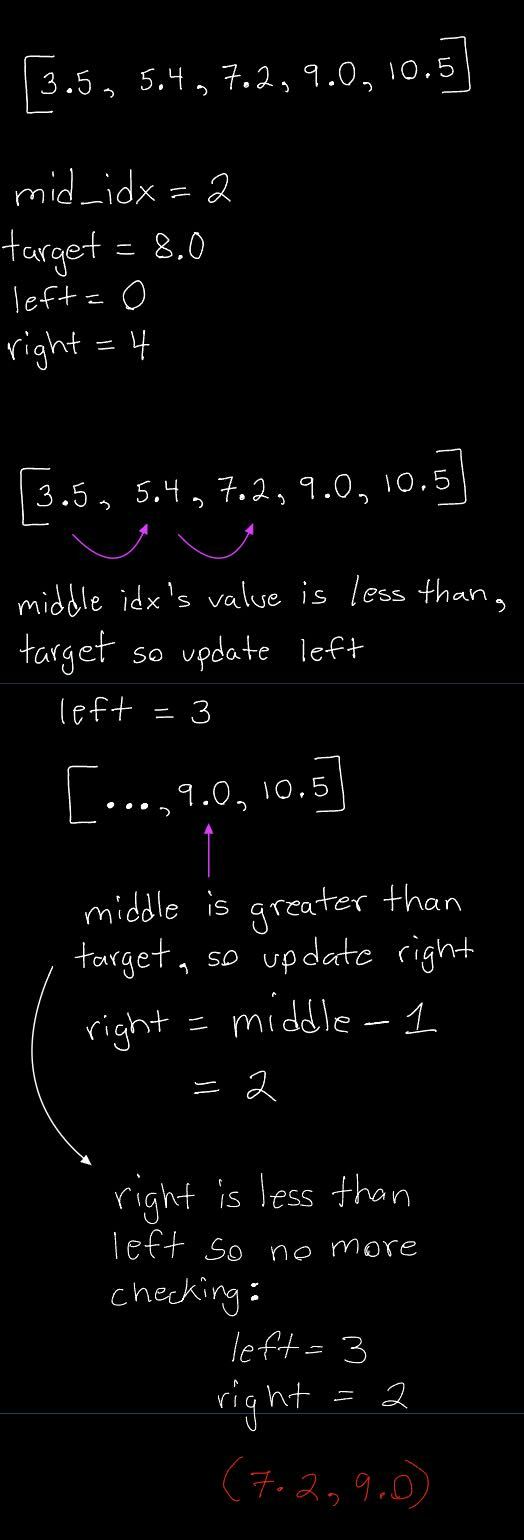 [3.5, 5.4, 7.2, 9.0, 10.5]
mid_idx = 2
target = 8.0
left = 0
right = 4
[3.5, 5.4, 7.2, 9.0, 10.5]
middle idx's value is less than,
target so update left
left = 3
[..., 9.0, 10.5]
middle is greater than
target, so update right
right = middle - 1
= 2
right is less than
left so no more
checking:
left = 3
right = 2
(7.2, 9.0)